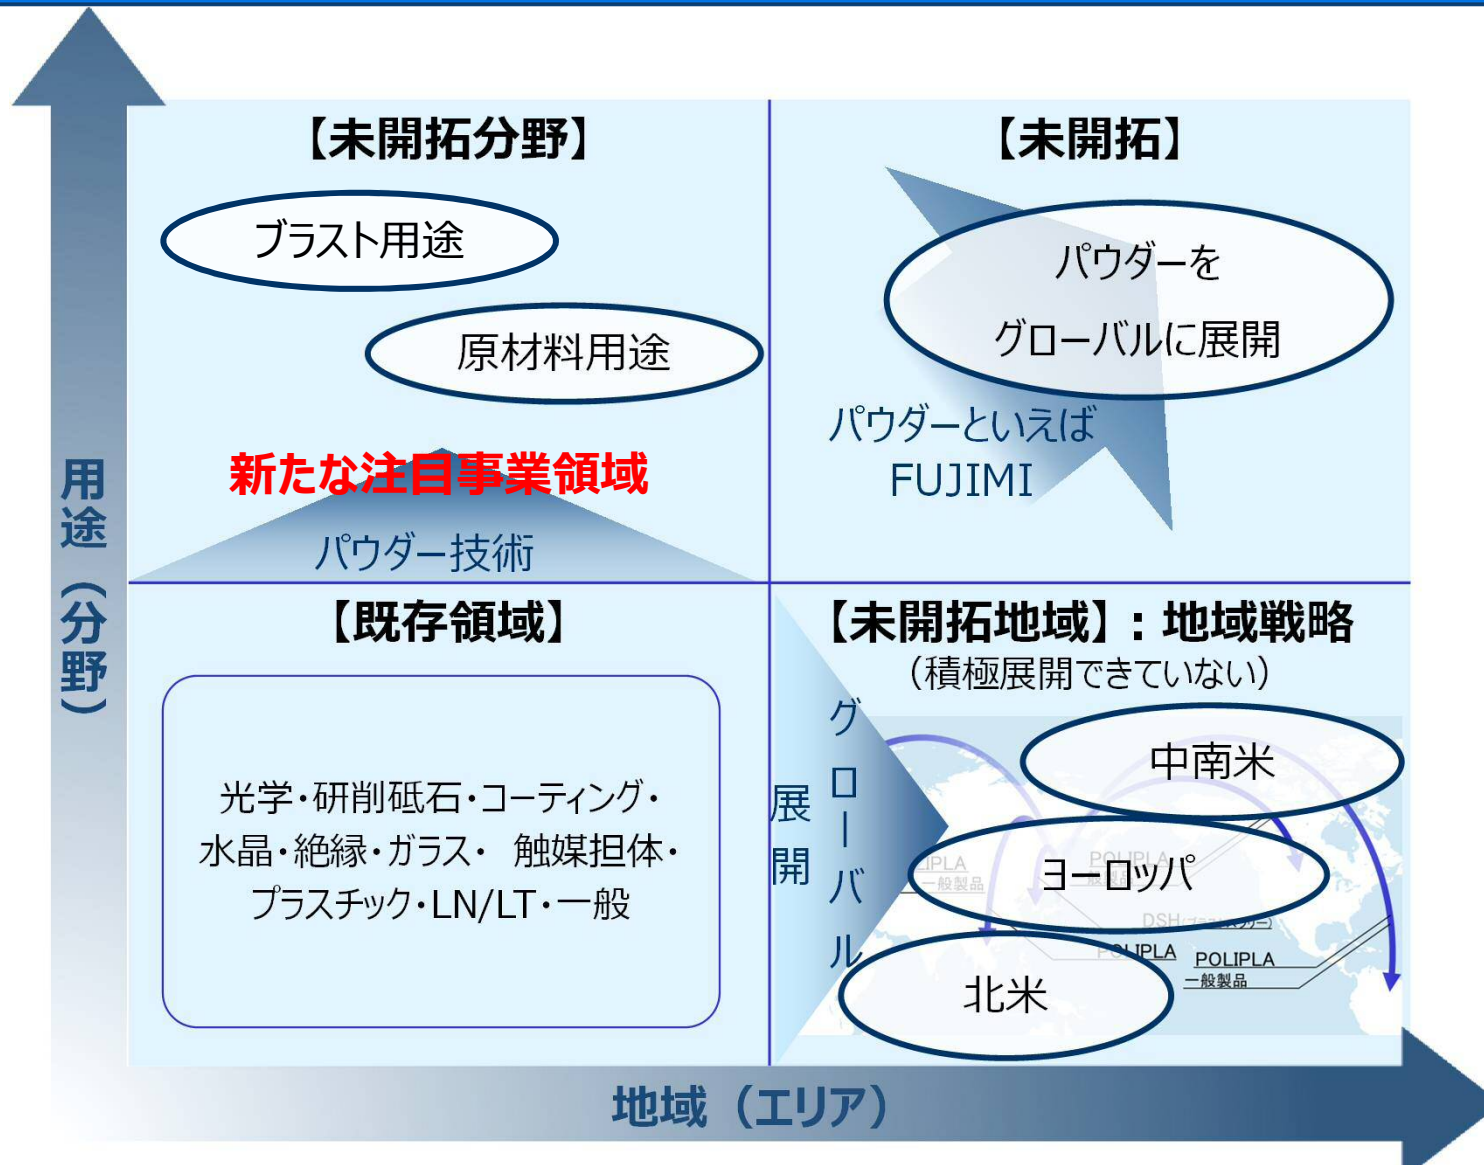 【未開拓分野】
ブラスト用途
原材料用途
新たな注目事業領域
パウダー技術
【未開拓】
パウダーを
グローバルに展開
パウダーといえば
FUJIMI
用途（分野）
【既存領域】
光学・研削砥石・コーティング・
水晶・絶縁・ガラス・ 触媒担体・
プラスチック・LN/LT・一般
【未開拓地域】：地域戦略
（積極展開できていない）
グローバル
展開
中南米
ヨーロッパ
北米
POLIPLA
一般製品
DSH
POLIPLA
POLIPLA
一般製品
地域（エリア）